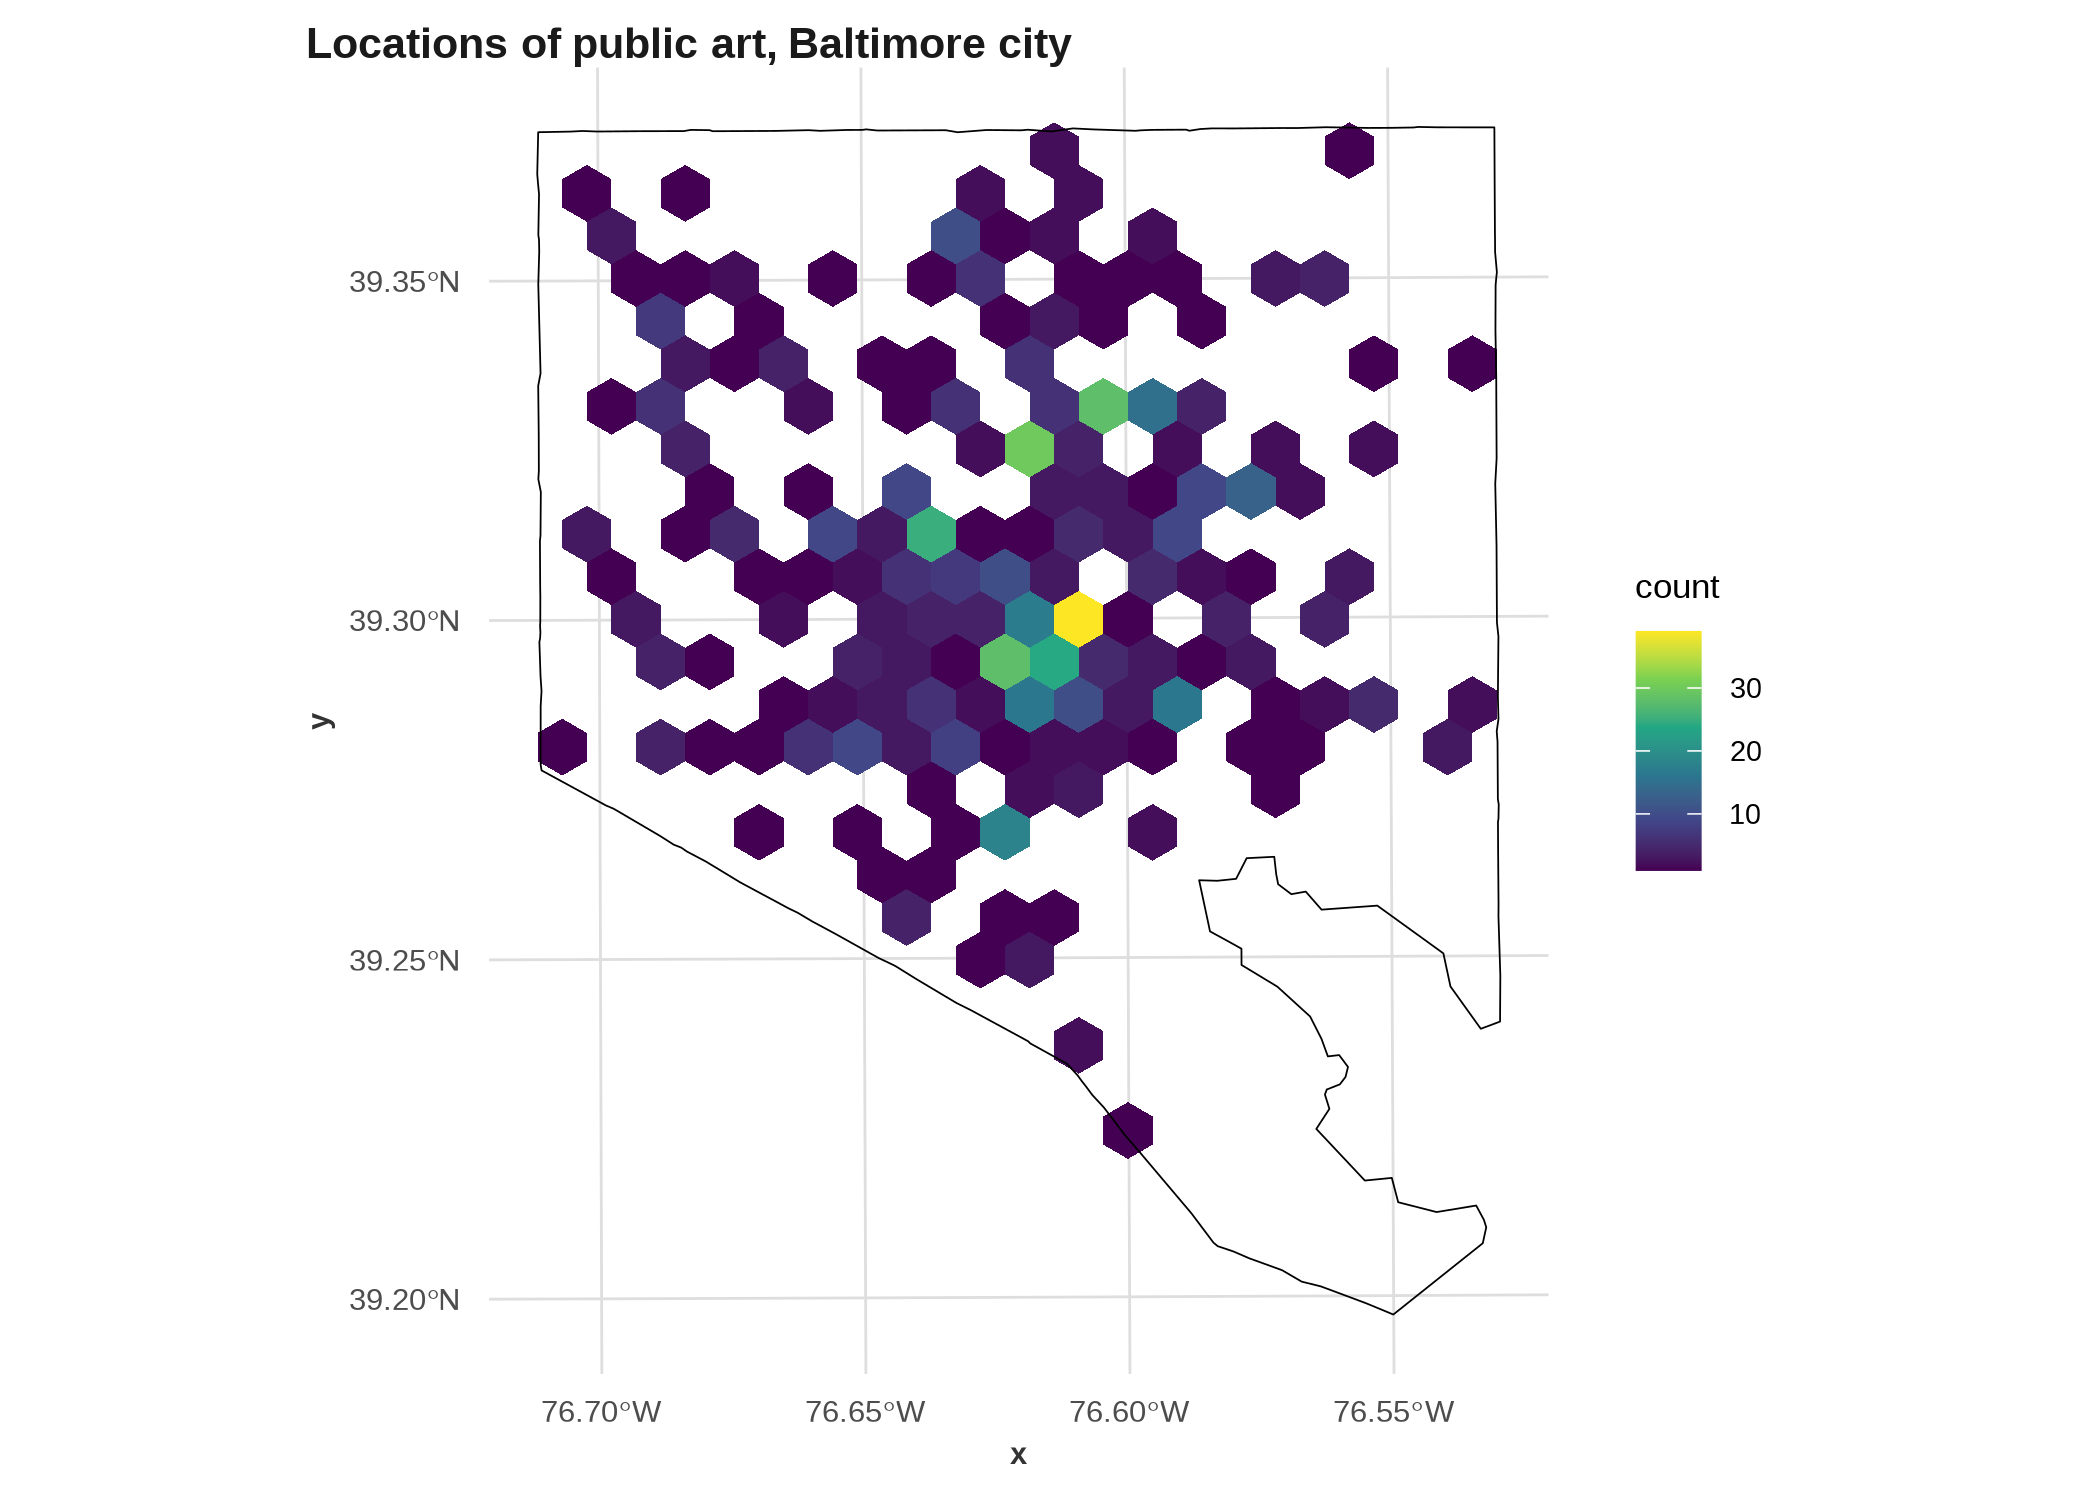 Locations of public art, Baltimore city
39.35°N
39.30°N
39.25°N
39.20°N
y
76.70°W
76.65°W
76.60°W
76.55°W
x
count
30
20
10